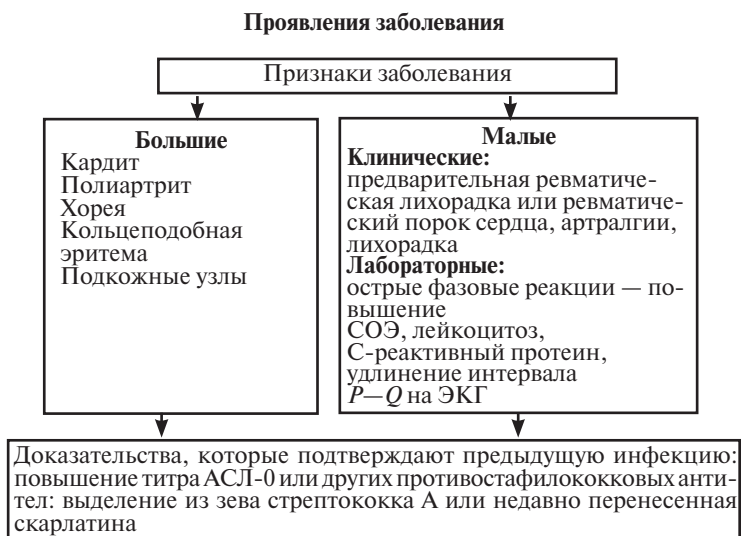 Проявления заболевания
Признаки заболевания
Большие
Кардит
Полиартрит
Хорея
Кольцеподобная
эритема
Подкожные узлы
Малые
Клинические:
предварительная ревматиче-
ская лихорадка или ревматиче-
ский порок сердца, артралгии,
лихорадка
Лабораторные:
острые фазовые реакции — по-
вышение
СОЭ, лейкоцитоз,
С-реактивный протеин,
удлинение интервала
P—Q на ЭКГ
Доказательства, которые подтверждают предыдущую инфекцию:
повышение титра АСЛ-0 или других противостафилококковых анти-
тел: выделение из зева стрептококка А или недавно перенесенная
скарлатина